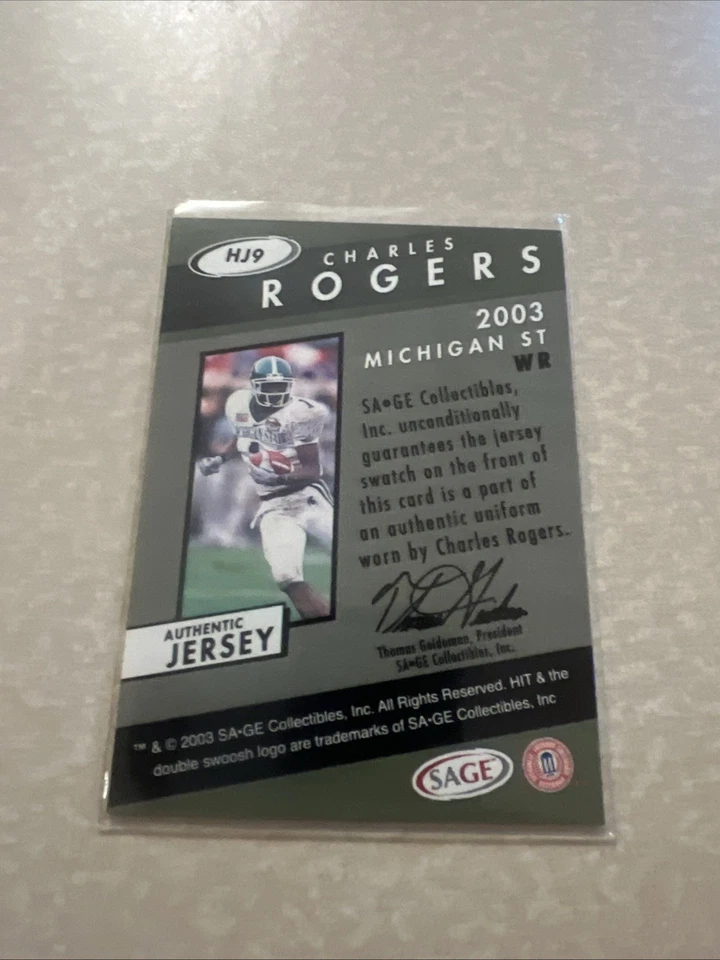 HJ9
CHARLES
ROGERS
2003
MICHIGAN ST
WR
SA•GE Collectibles,
Inc. unconditionally
guarantees the jersey
swatch on the front of
this card is a part of
an authentic uniform
worn by Charles Rogers.
Thomas Geideman, President
SA•GE Collectibles, Inc.
AUTHENTIC
JERSEY
™ & © 2003 SA•GE Collectibles, Inc. All Rights Reserved. HIT & the
double swoosh logo are trademarks of SA•GE Collectibles, Inc
SAGE